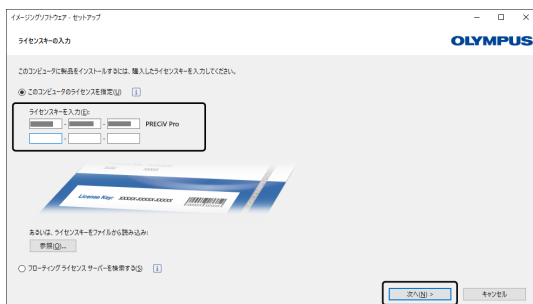 イメージングソフトウェア - セットアップ
ライセンスキーの入力
OLYMPUS
このコンピュータに製品をインストールするには、購入したライセンスキーを入力してください。
このコンピュータのライセンスを指定(U)
ライセンスキーを入力(E):
- - PRECiV Pro
- -
License Key: XXXXX-XXXXX-XXXXX
あるいは、ライセンスキーをファイルから読み込み:
参照(O)...
フローティング ライセンス サーバーを検索する(S)
次へ(N) > キャンセル